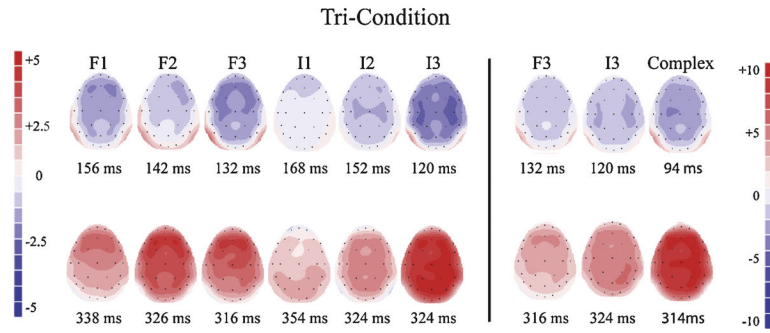 Tri-Condition
+5
+2.5
0
-2.5
-5
F1 F2 F3 I1 I2 I3
156 ms 142 ms 132 ms 168 ms 152 ms 120 ms
338 ms 326 ms 316 ms 354 ms 324 ms 324 ms
F3 I3 Complex
132 ms 120 ms 94 ms
316 ms 324 ms 314ms
+10
+5
0
-5
-10